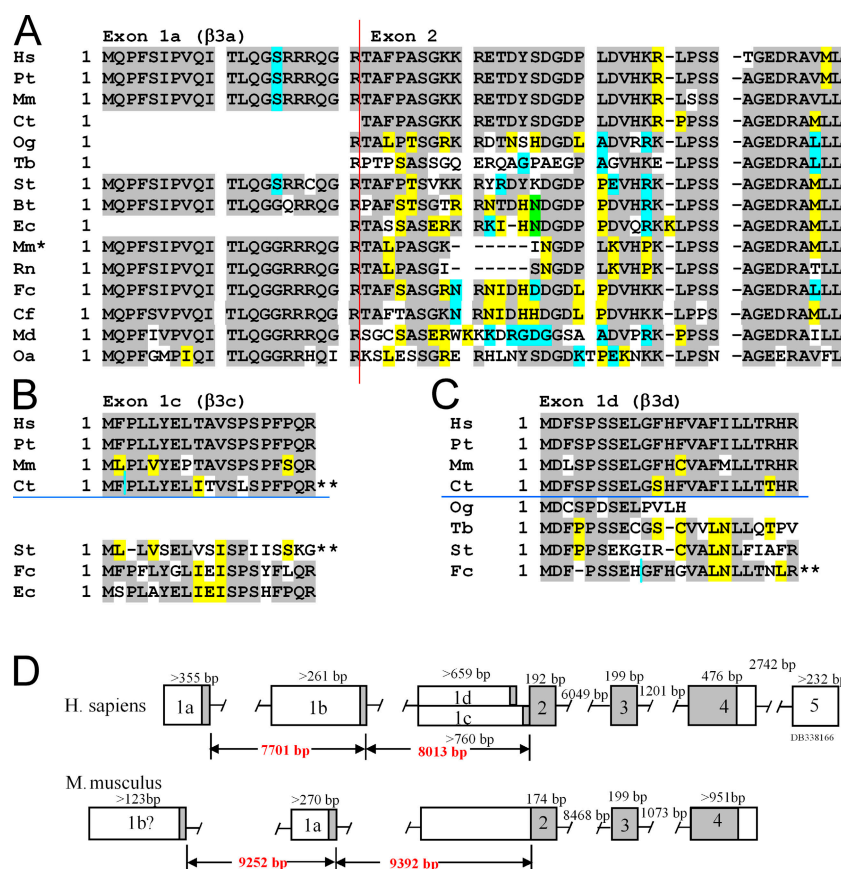 A Exon 1a (β3a) Exon 2
Hs 1 MQPFSIPVQI TLQGSRRRQG RTAFPASGKK RETDYSDGDP LDVHKR-LPSS -TGEDRAVML
Pt 1 MQPFSIPVQI TLQGSRRRQG RTAFPASGKK RETDYSDGDP LDVHKR-LPSS -AGEDRAVML
Mm 1 MQPFSIPVQI TLQGSRRRQG RTAFPASGKK RETDYSDGDP LDVHKR-LSSS -AGEDRAVLL
Ct 1 TAFPASGKK RETDYSDGDP LDVHKR-PPSS -AGEDRAMLL
Og 1 RTALPTSGRK RDTNSHDGDL ADVRRK-LPSS -AGEDRALLL
Tb 1 RPTPSASSGQ ERQAGPAEGP AGVHKE-LPSS -AGEDRALLL
St 1 MQPFSIPVQI TLQGSRRCQG RTAFPTSVKK RYRDYKDGDP PEVHRK-LPSS -AGEDRAMLL
Bt 1 MQPFSIPVQI TLQGGQRRQG RPAFSTSGTR RNTDHNDGDP PDVHRK-LPSS -AGEDRAMLL
Ec 1 RTASSASERK RKI-HNDGDP PDVQRKKLPSS -AGEDRAMLL
Mm* 1 MQPFSIPVQI TLQGGRRRQG RTALPASGK- ------INGDP LKVHPK-LPSS -AGEDRAMLL
Rn 1 MQPFSIPVQI TLQGGRRRQG RTALPASGI- ------SNGDP LKVHPK-LPSS -AGEDRATLL
Fc 1 MQPFSIPVQI TLQGGRRRQG RTAFSASGRN RNIDHDDGDL PDVHRK-LPSS -AGEDRALLL
Cf 1 MQPFSVPVQI TLQGGRRRQG RTAFTASGKN RNIDHHDGDP PDVHRK-LPPS -AGEDRAMLL
Md 1 MQPFIVPVQI TLQGGRRRQG RSGCSASERWKKKDRGDGGSA ADVPRK-PPSS -AGEDRAILL
Oa 1 MQPFGMPIQI TLQGGRRHQI RKSLESSGRE RHLNYSDGDKTPEKNKK-LPSN -AGEERAVFL
B Exon 1c (β3c)
Hs 1 MFPLLYELTAVSPSPFPQR
Pt 1 MFPLLYELTAVSPSPFPQR
Mm 1 MLPLVYEPTAVSPSPFSQR
Ct 1 MFPLLYELITVSLSPFPQR**
St 1 ML-LVSELVSISPIISSKG**
Fc 1 MFPFLYGLIEISPSYFLQR
Ec 1 MSPLAYELIEISPSHFPQR
C Exon 1d (β3d)
Hs 1 MDFSPSSELGFHFVAFILLTRHR
Pt 1 MDFSPSSELGFHFVAFILLTRHR
Mm 1 MDLSPSSELGFHCVAFMLLTRHR
Ct 1 MDFSPSSELGSHFVAFILLTTHR
Og 1 MDCSPDSELPVLH
Tb 1 MDFPPSSECGS-CVVLNLLQTPV
St 1 MDFPPSEKGIR-CVALNLFIAFR
Fc 1 MDF-PSSEHGFHGVALNLLTNLR**
D
H. sapiens
>355 bp >261 bp >659 bp 192 bp 6049 bp 199 bp 1201 bp 476 bp 2742 bp >232 bp
1a 1b 1d 1c 2 3 4 5
>760 bp
DB338166
7701 bp 8013 bp
M. musculus
>123bp >270 bp 174 bp 8468 bp 199 bp 1073 bp >951bp
1b? 1a 2 3 4
9252 bp 9392 bp